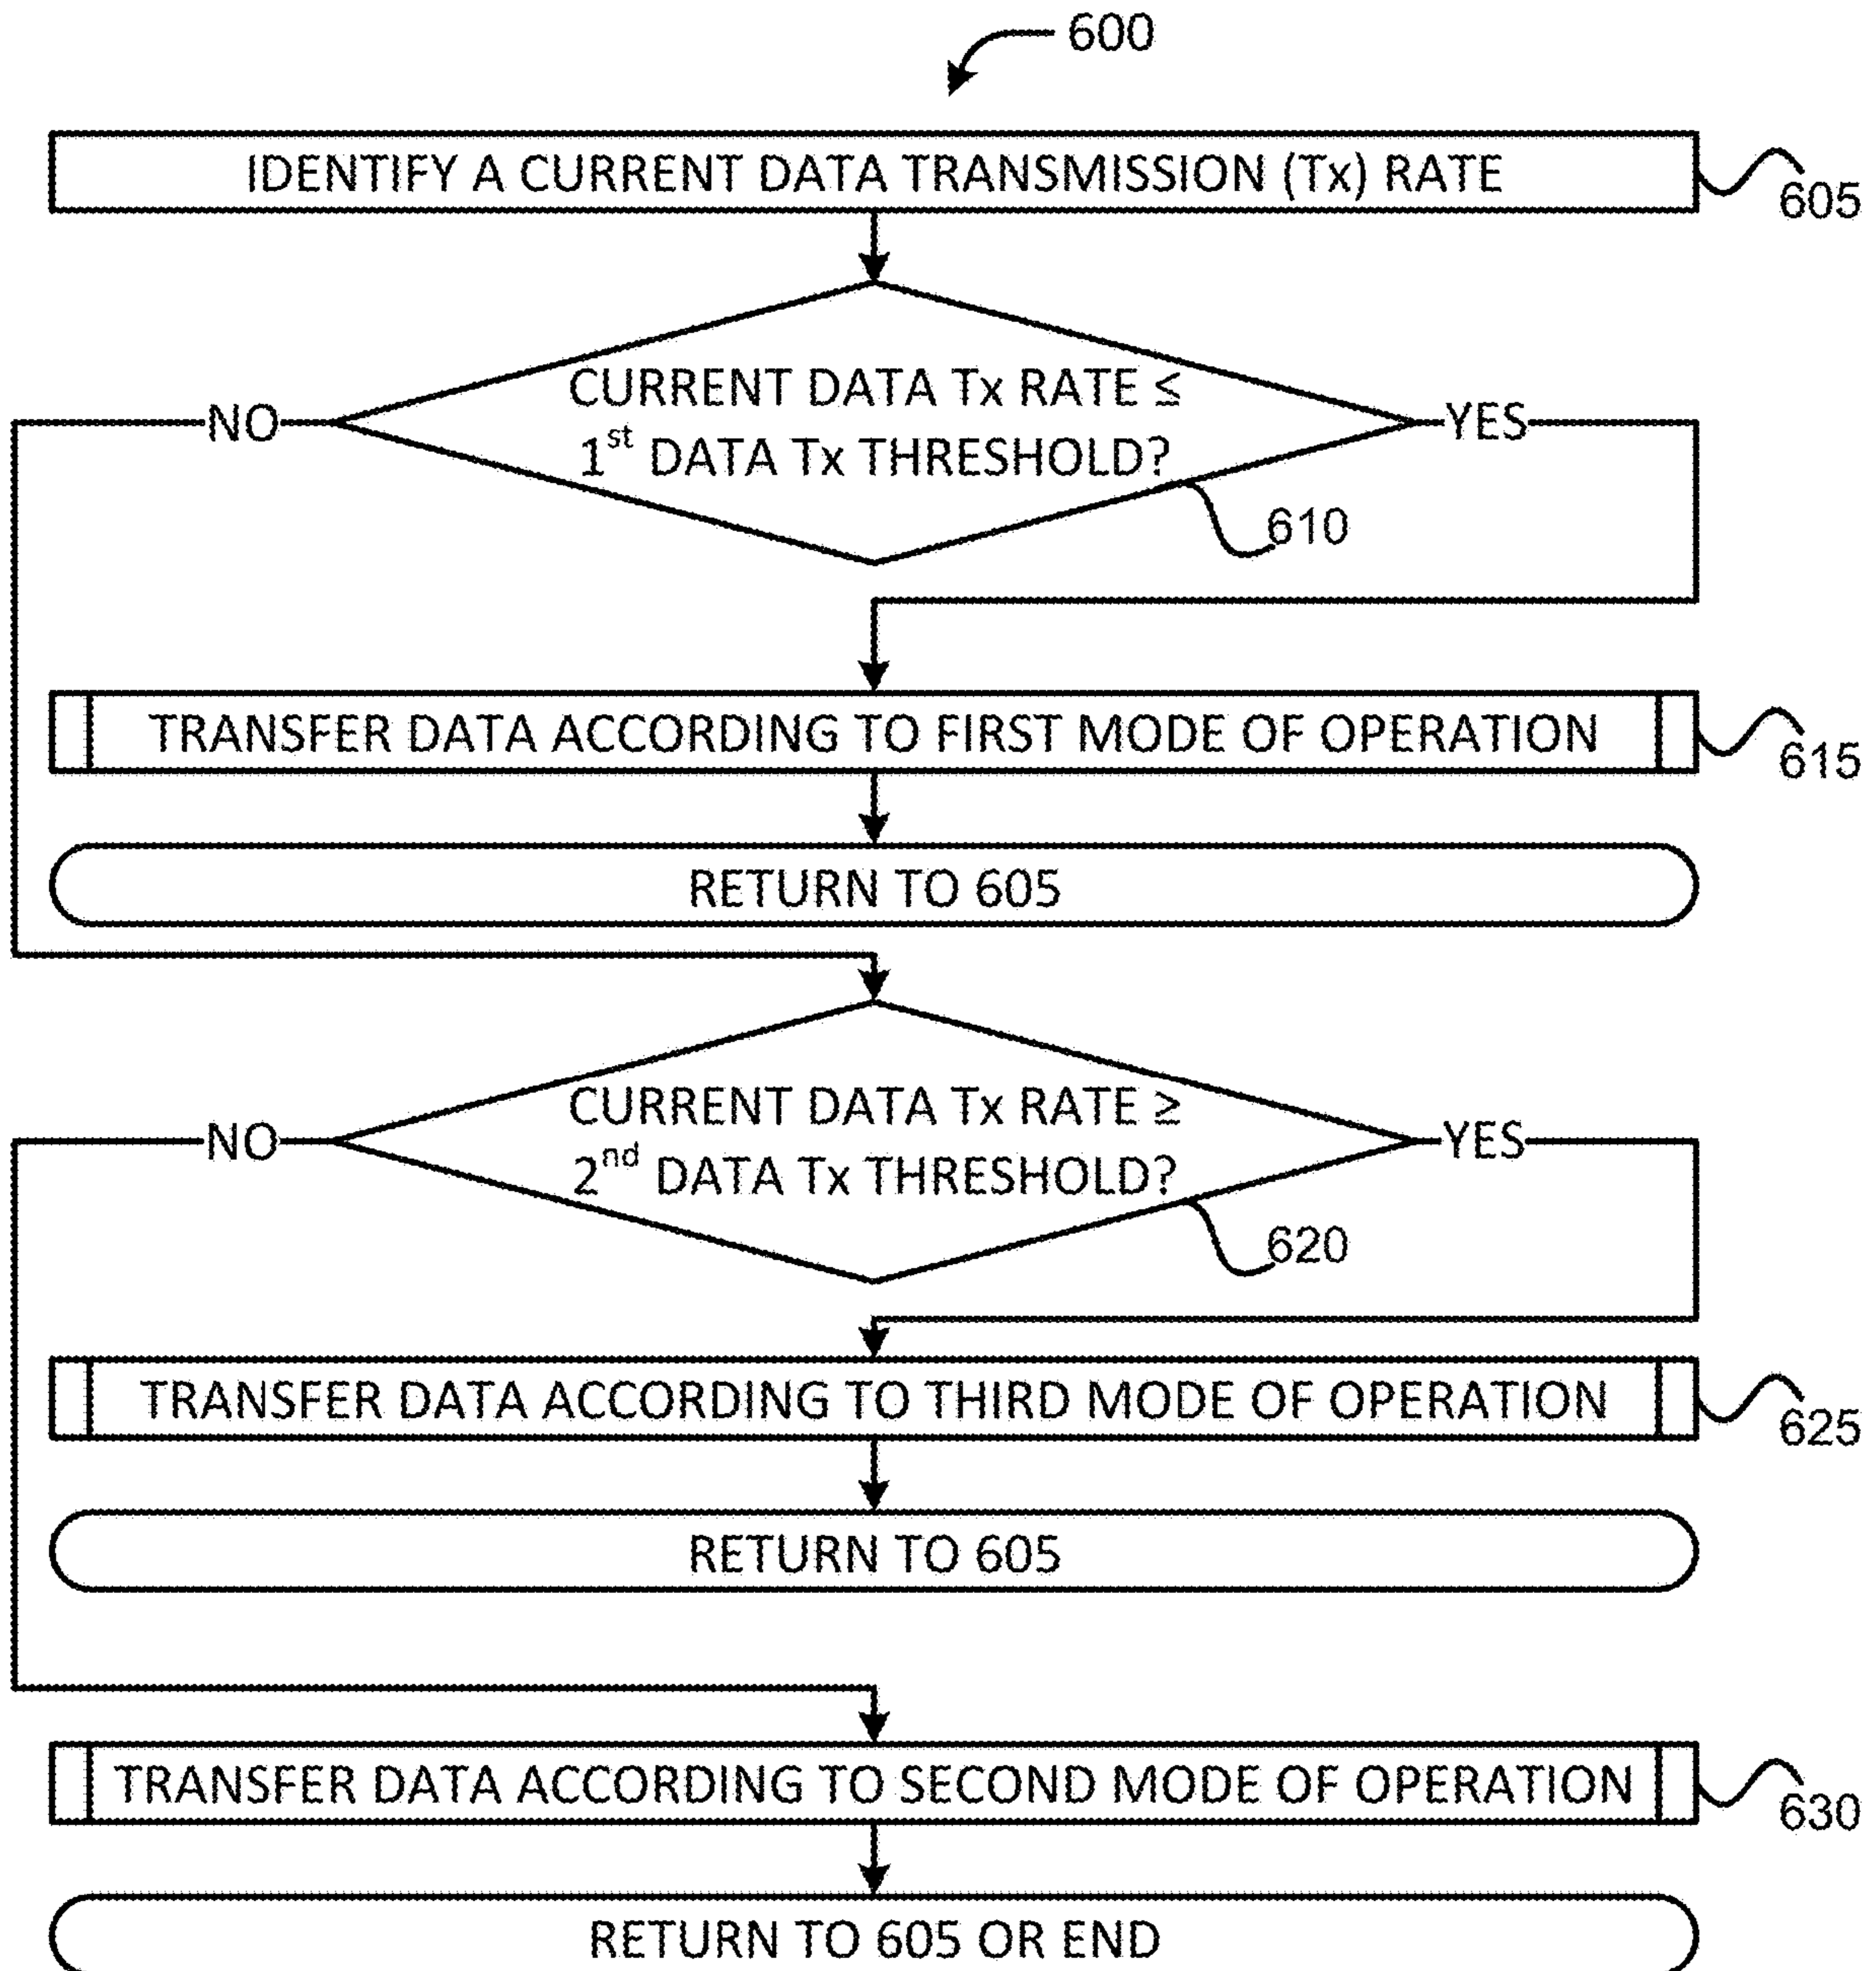 600
IDENTIFY A CURRENT DATA TRANSMISSION (Tx) RATE
605
CURRENT DATA Tx RATE ≤
1st DATA Tx THRESHOLD?
NO
YES
610
TRANSFER DATA ACCORDING TO FIRST MODE OF OPERATION
615
RETURN TO 605
CURRENT DATA Tx RATE ≥
2nd DATA Tx THRESHOLD?
NO
YES
620
TRANSFER DATA ACCORDING TO THIRD MODE OF OPERATION
625
RETURN TO 605
TRANSFER DATA ACCORDING TO SECOND MODE OF OPERATION
630
RETURN TO 605 OR END